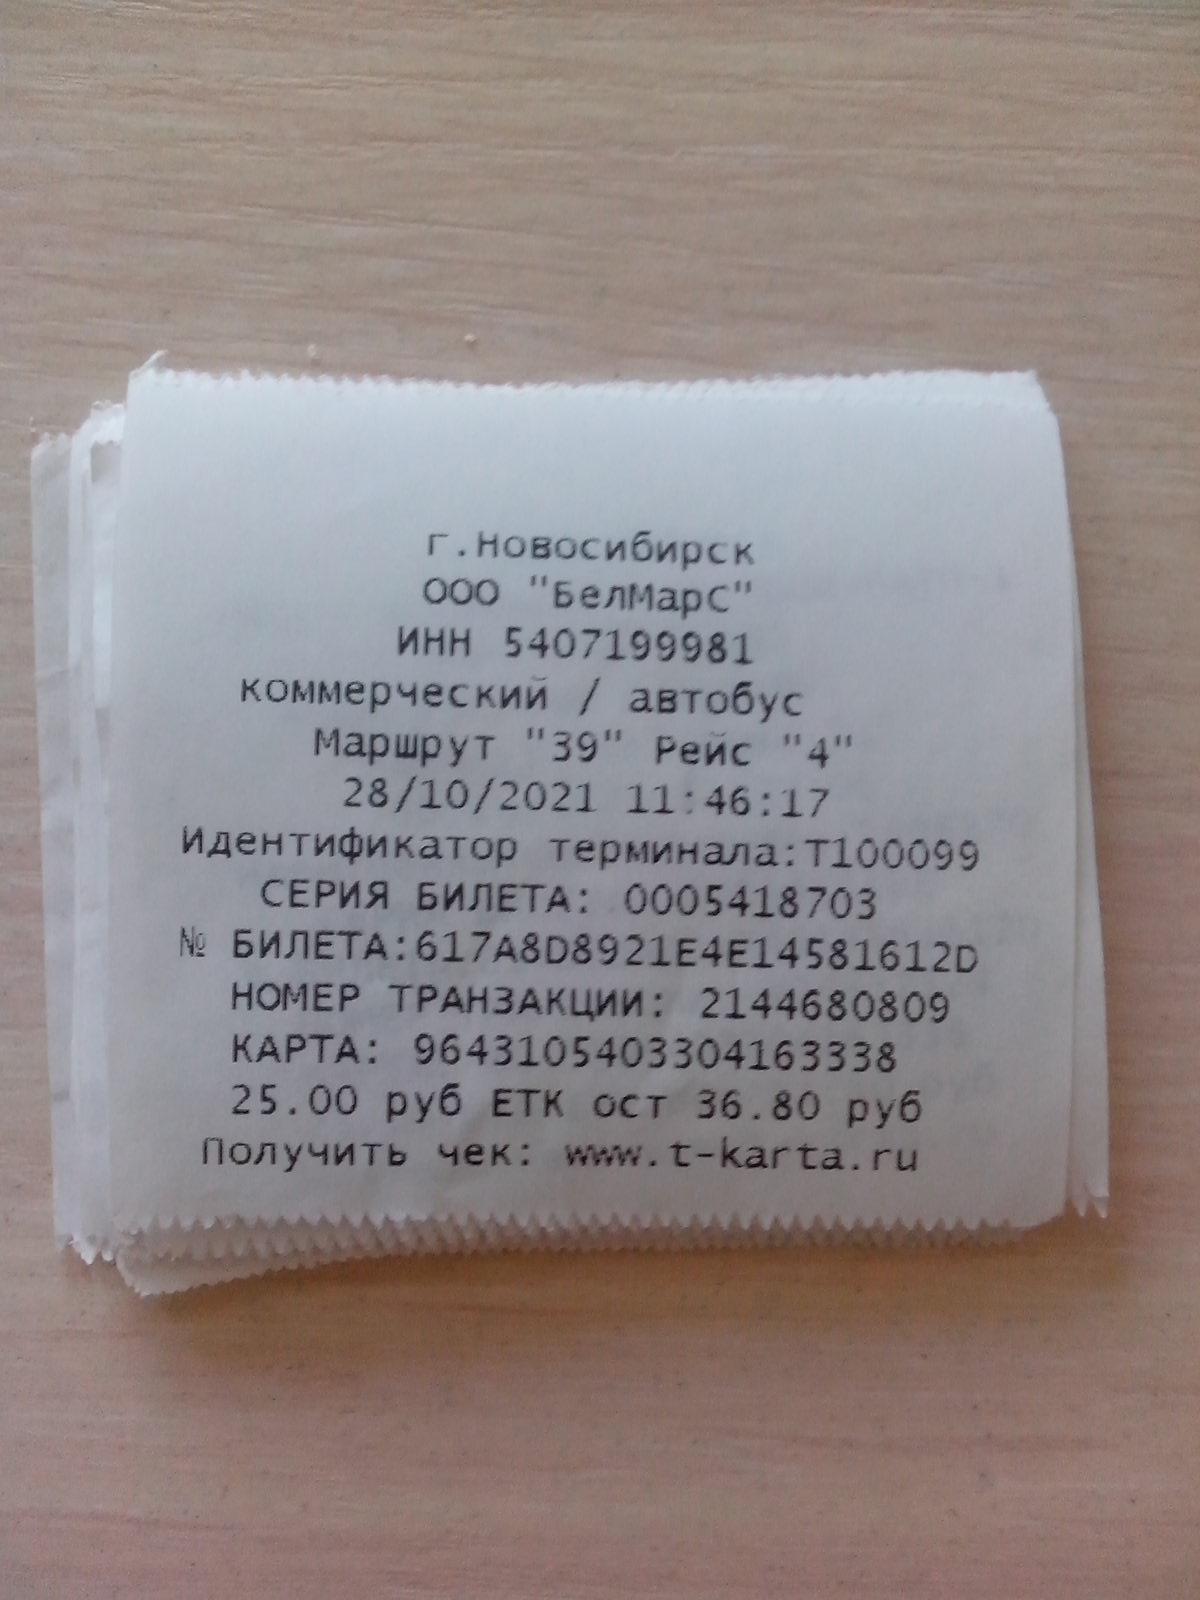 г.Новосибирск
ООО "БелМарС"
ИНН 5407199981
коммерческий / автобус
Маршрут "39" Рейс "4"
28/10/2021 11:46:17
Идентификатор терминала:T100099
СЕРИЯ БИЛЕТА: 0005418703
№ БИЛЕТА:617A8D8921E4E14581612D
НОМЕР ТРАНЗАКЦИИ: 2144680809
КАРТА: 9643105403304163338
25.00 руб ЕТК ост 36.80 руб
Получить чек: www.t-karta.ru